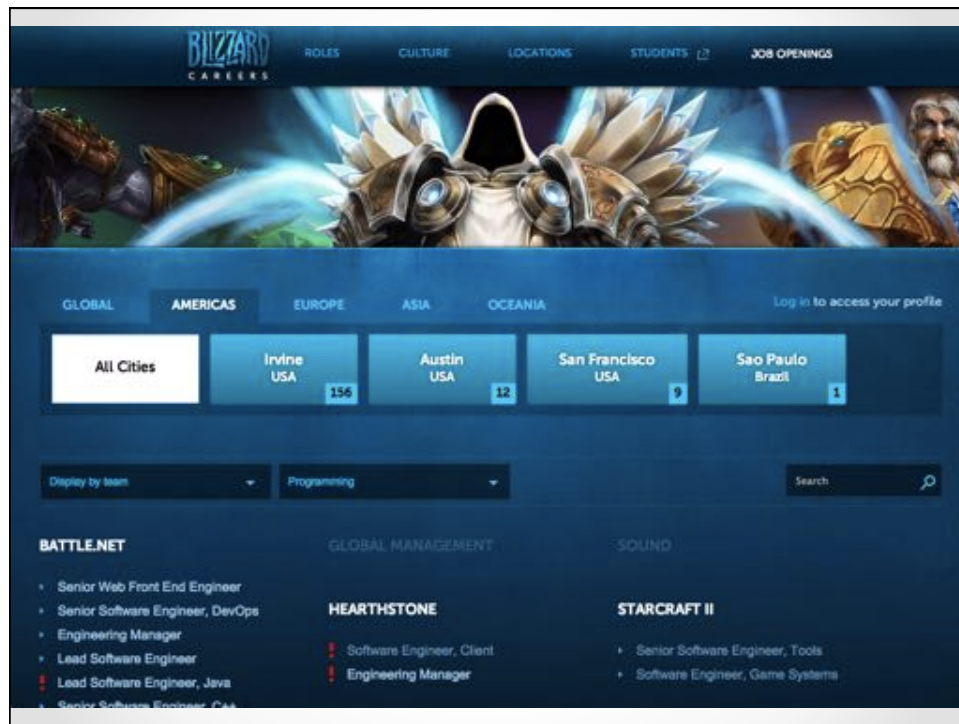 BLIZZARD
CAREERS
ROLES
CULTURE
LOCATIONS
STUDENTS
JOB OPENINGS
GLOBAL
AMERICAS
EUROPE
ASIA
OCEANIA
Log in to access your profile
All Cities
Irvine
USA
156
Austin
USA
12
San Francisco
USA
9
Sao Paulo
Brazil
1
Display by team
Programming
Search
BATTLE.NET
Senior Web Front End Engineer
Senior Software Engineer, DevOps
Engineering Manager
Lead Software Engineer
Lead Software Engineer, Java
Senior Software Engineer, C++
GLOBAL MANAGEMENT
HEARTHSTONE
Software Engineer, Client
Engineering Manager
SOUND
STARCRAFT II
Senior Software Engineer, Tools
Software Engineer, Game Systems